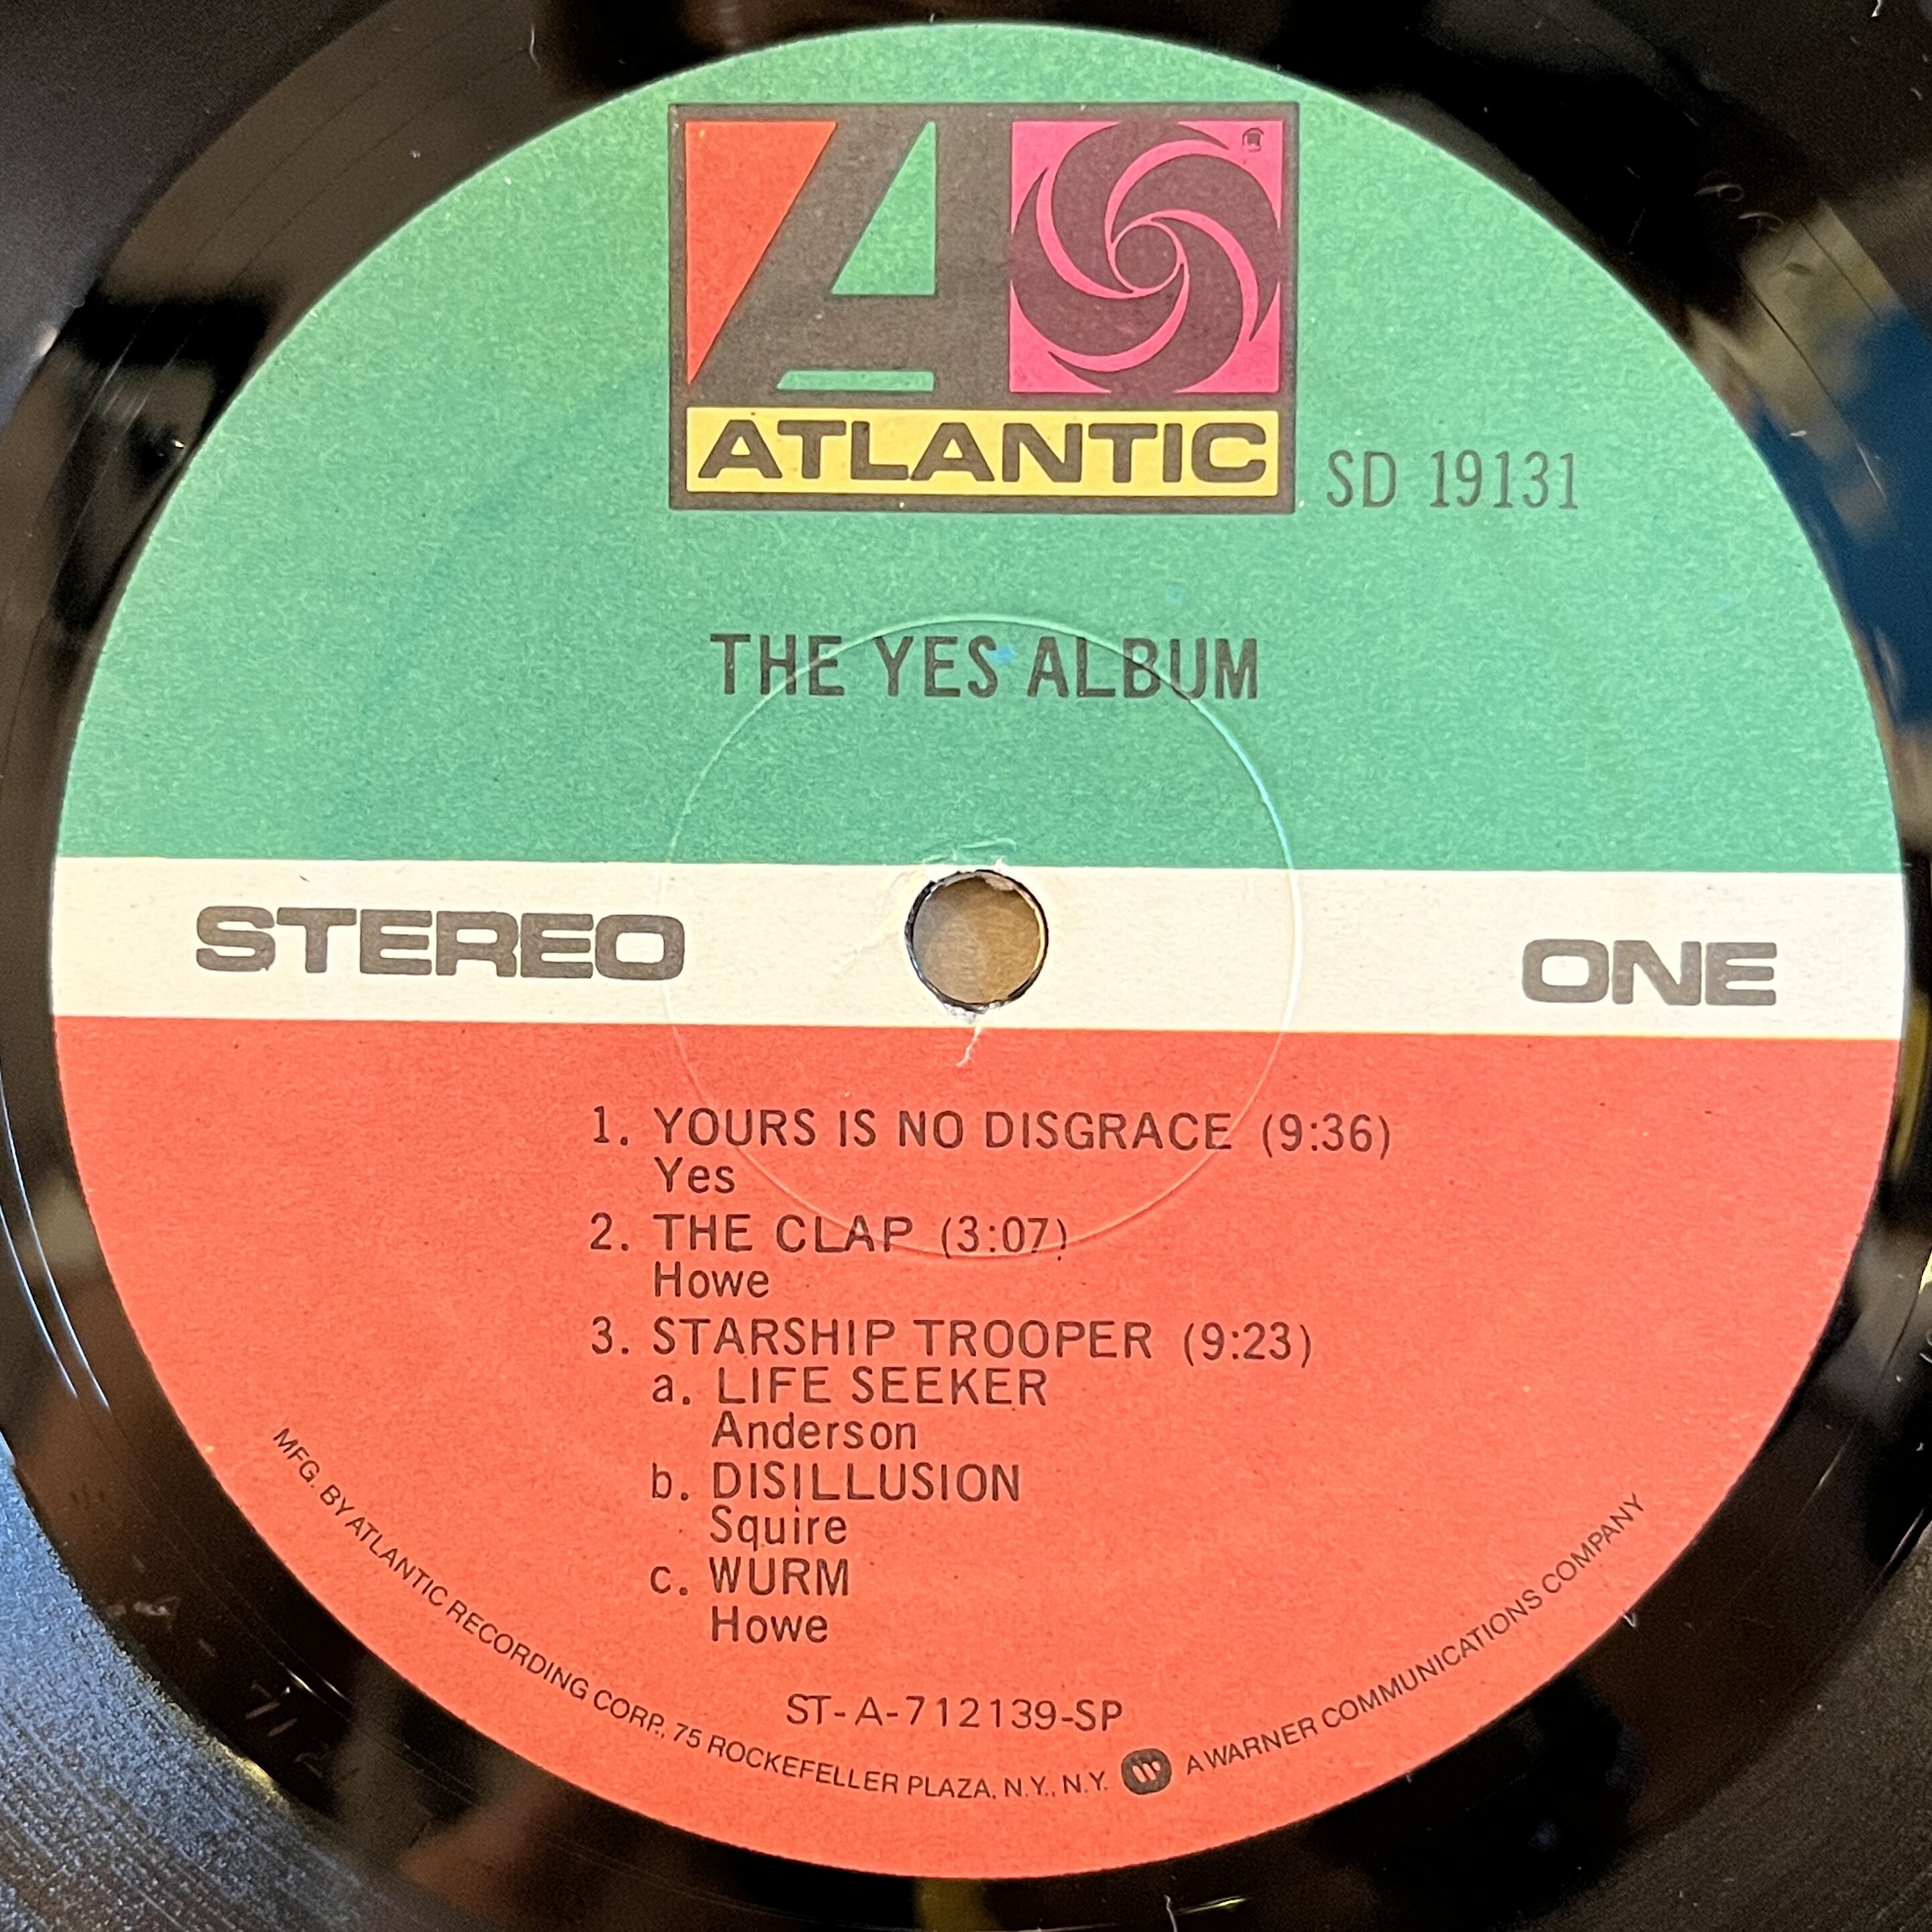 ATLANTIC
SD 19131
THE YES ALBUM
STEREO
ONE
1. YOURS IS NO DISGRACE (9:36)
Yes
2. THE CLAP (3:07)
Howe
3. STARSHIP TROOPER (9:23)
a. LIFE SEEKER
Anderson
b. DISILLUSION
Squire
c. WURM
Howe
ST-A-712139-SP
MFG. BY ATLANTIC RECORDING CORP., 75 ROCKEFELLER PLAZA, N.Y., N.Y. A WARNER COMMUNICATIONS COMPANY